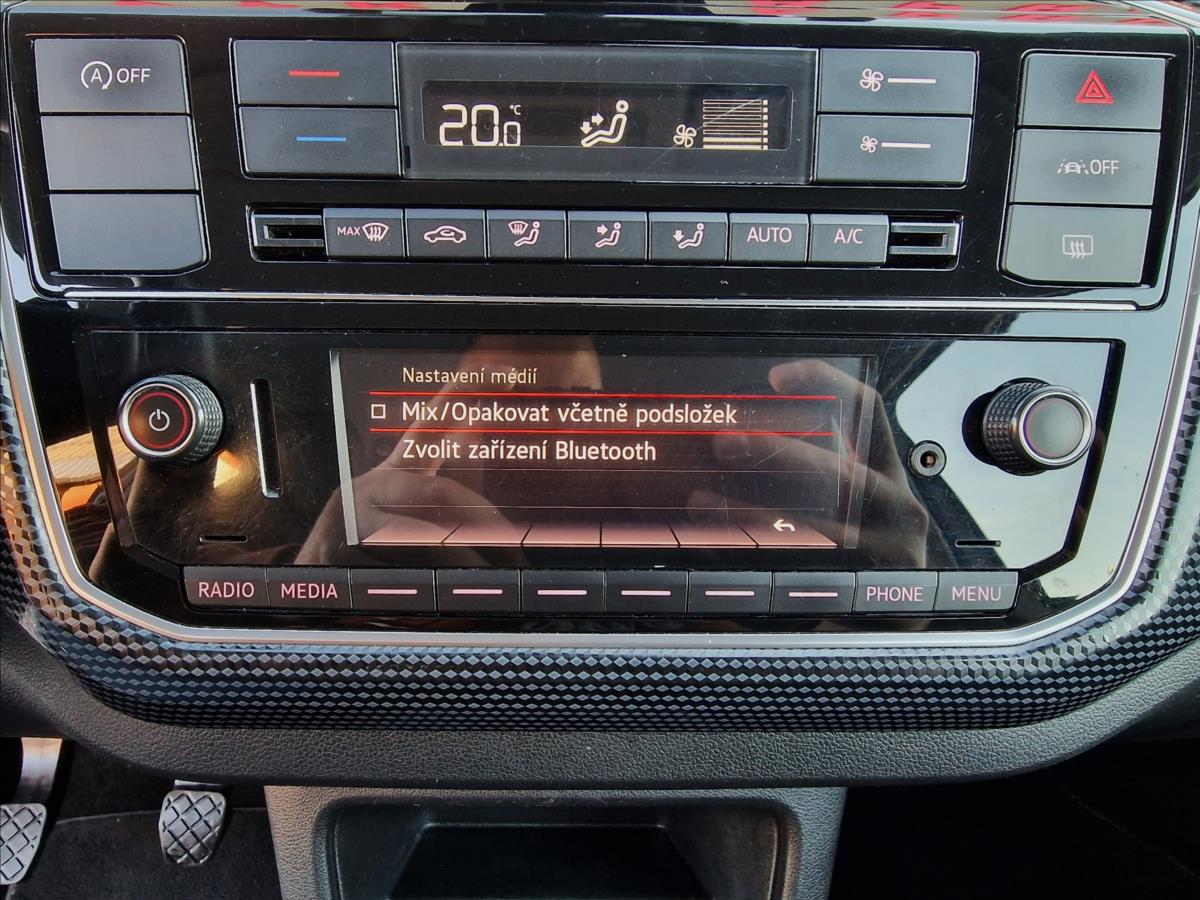 A OFF
20.0 °C
OFF
MAX
AUTO
A/C
Nastavení médií
Mix/Opakovat včetně podsložek
Zvolit zařízení Bluetooth
RADIO
MEDIA
PHONE
MENU